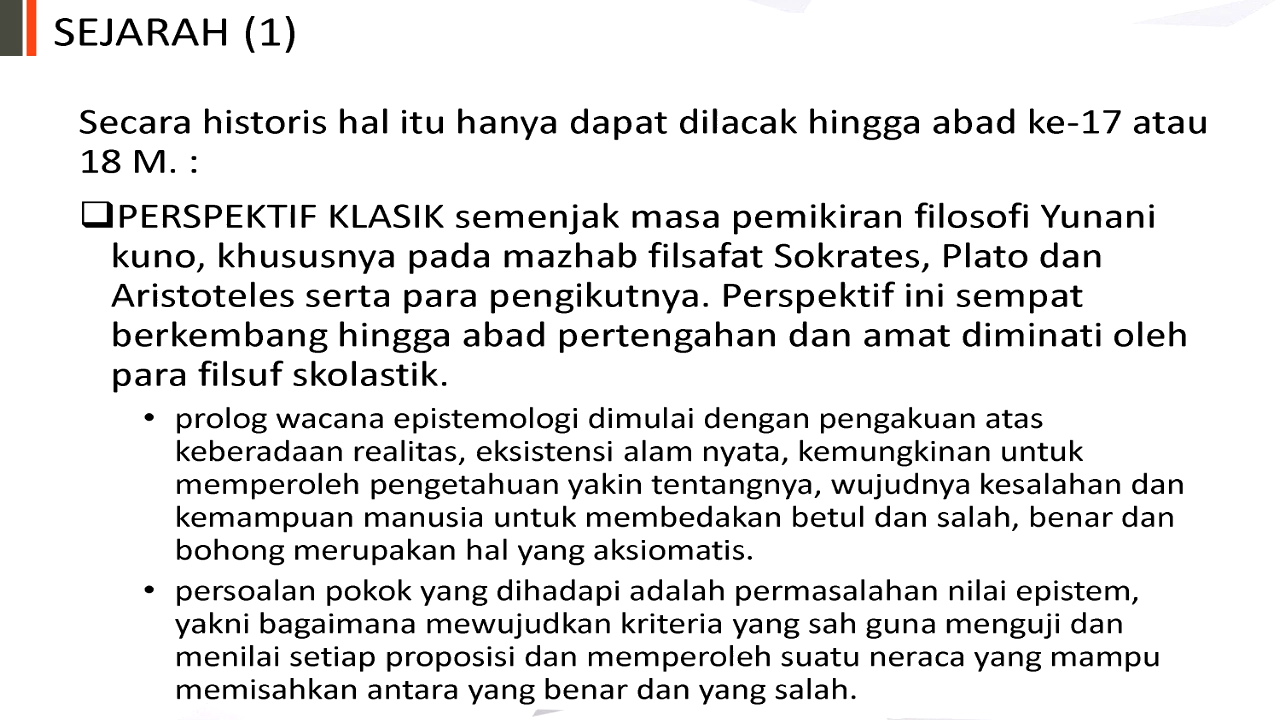 SEJARAH (1)
Secara historis hal itu hanya dapat dilacak hingga abad ke-17 atau
18 M. :
❑PERSPEKTIF KLASIK semenjak masa pemikiran filosofi Yunani
kuno, khususnya pada mazhab filsafat Sokrates, Plato dan
Aristoteles serta para pengikutnya. Perspektif ini sempat
berkembang hingga abad pertengahan dan amat diminati oleh
para filsuf skolastik.
• prolog wacana epistemologi dimulai dengan pengakuan atas
keberadaan realitas, eksistensi alam nyata, kemungkinan untuk
memperoleh pengetahuan yakin tentangnya, wujudnya kesalahan dan
kemampuan manusia untuk membedakan betul dan salah, benar dan
bohong merupakan hal yang aksiomatis.
• persoalan pokok yang dihadapi adalah permasalahan nilai epistem,
yakni bagaimana mewujudkan kriteria yang sah guna menguji dan
menilai setiap proposisi dan memperoleh suatu neraca yang mampu
memisahkan antara yang benar dan yang salah.